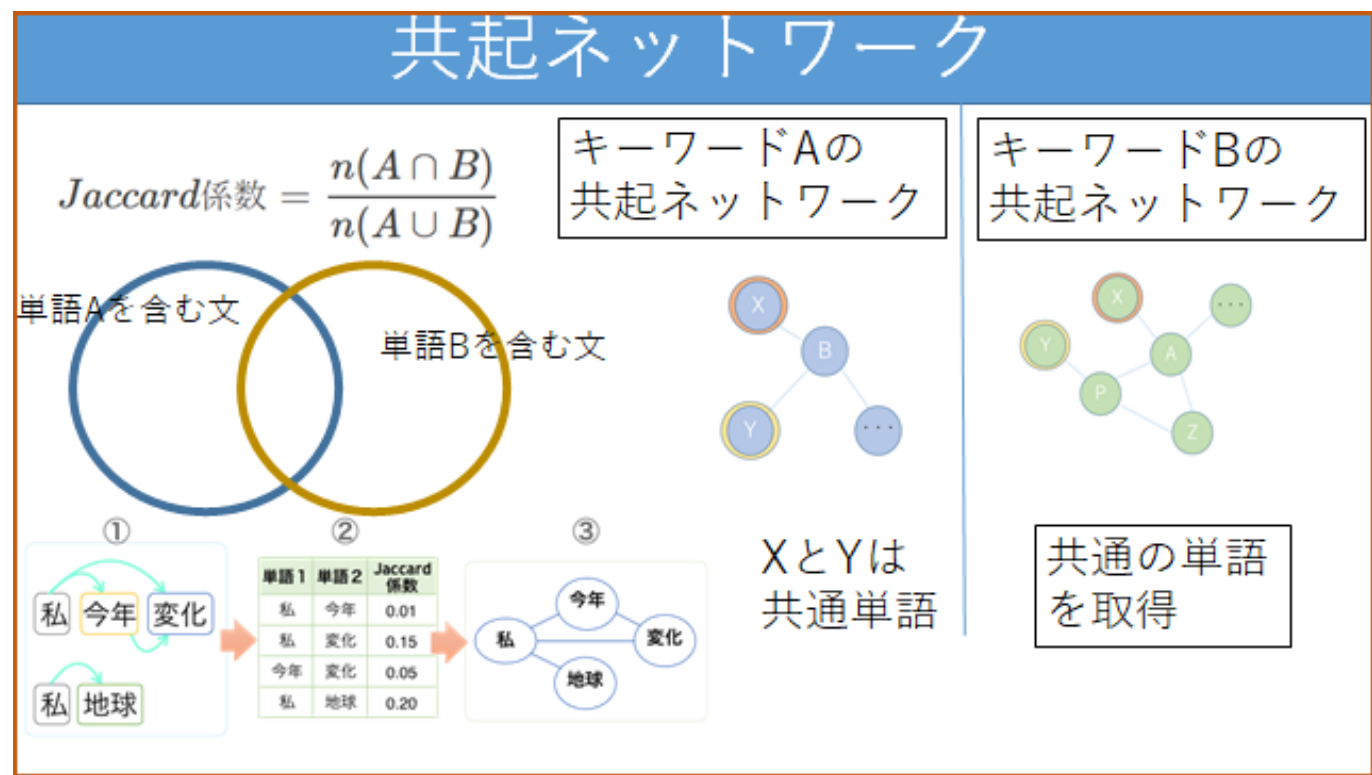 共起ネットワーク
Jaccard係数 = n(A ∩ B) / n(A ∪ B)
単語Aを含む文
単語Bを含む文
①
②
③
私 今年 変化
私 地球
単語1 単語2 Jaccard係数
私 今年 0.01
私 変化 0.15
今年 変化 0.05
私 地球 0.20
今年
私
変化
地球
キーワードAの
共起ネットワーク
X
B
Y
...
XとYは
共通単語
キーワードBの
共起ネットワーク
X
...
Y
A
P
Z
共通の単語
を取得